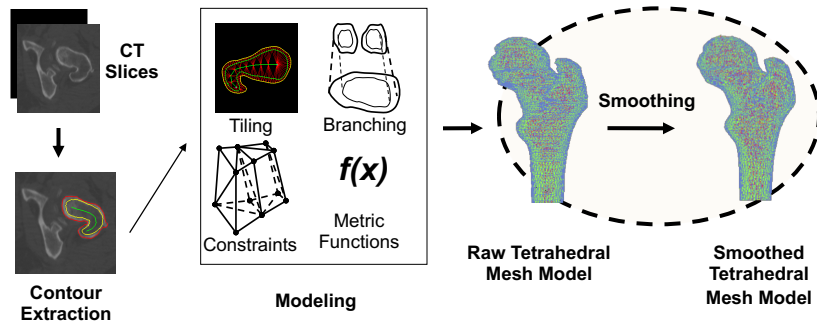 CT
Slices
Contour
Extraction
Tiling
Branching
Constraints
f(x)
Metric
Functions
Modeling
Smoothing
Raw Tetrahedral
Mesh Model
Smoothed
Tetrahedral
Mesh Model